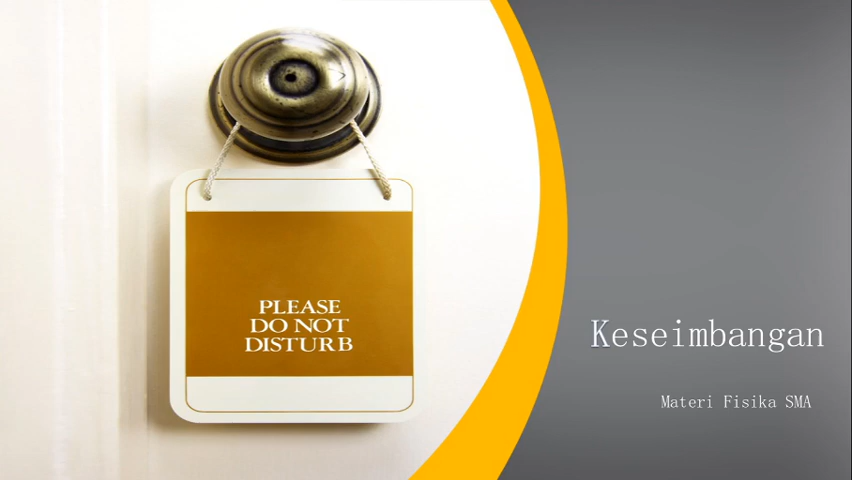 PLEASE
DO NOT
DISTURB
Keseimbangan
Materi Fisika SMA